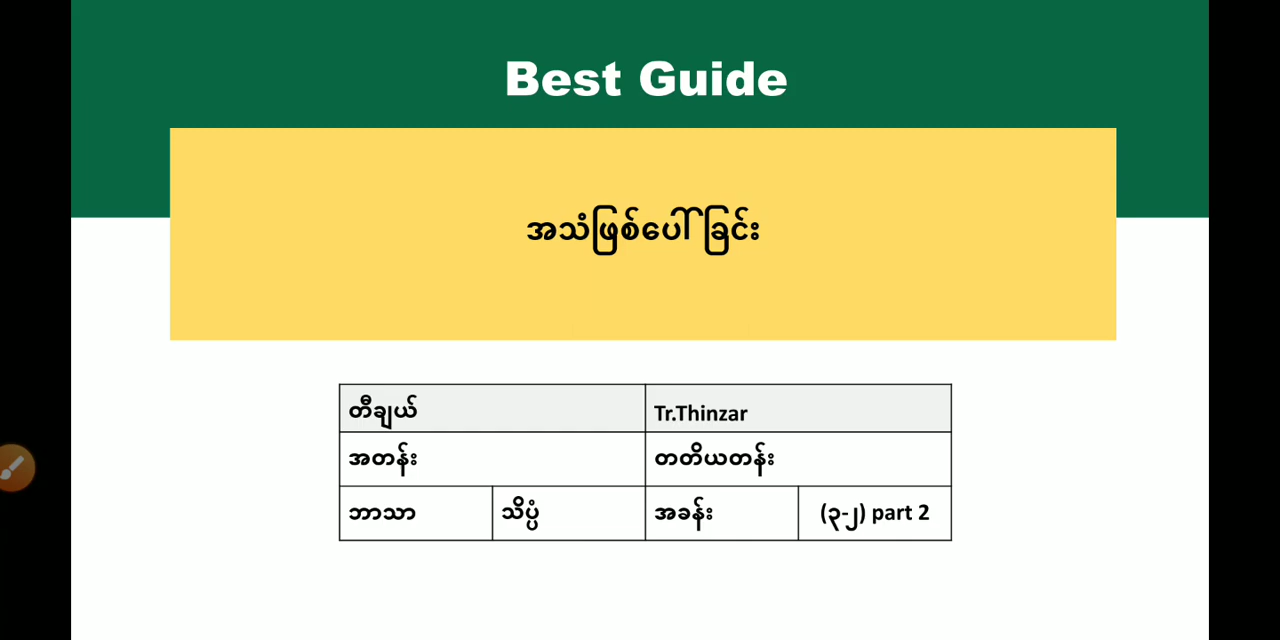 Best Guide
အသံဖြစ်ပေါ်ခြင်း
တီချယ် Tr.Thinzar
အတန်း တတိယတန်း
ဘာသာ သိပ္ပံ အခန်း (၃-၂) part 2